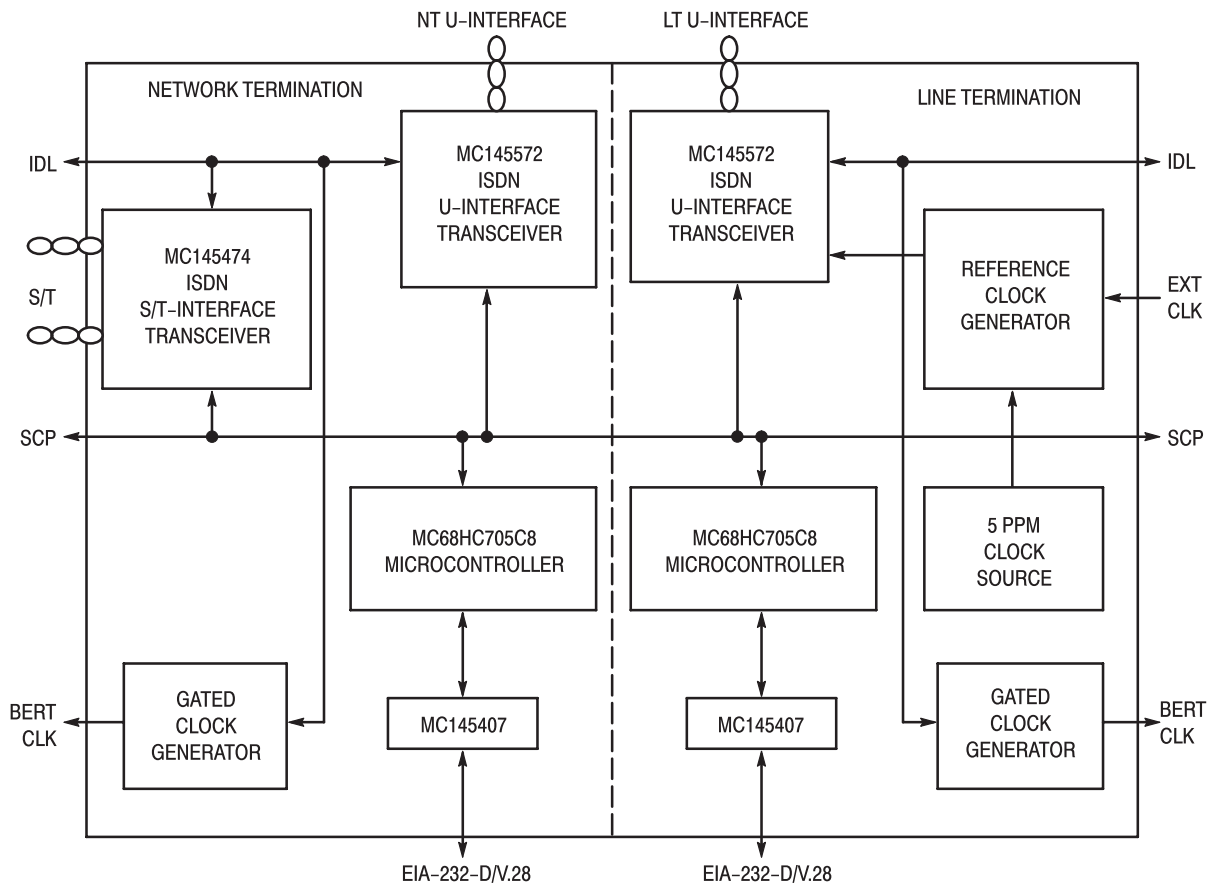 NT U-INTERFACE
LT U-INTERFACE
NETWORK TERMINATION
LINE TERMINATION
IDL
MC145572
ISDN
U-INTERFACE
TRANSCEIVER
MC145572
ISDN
U-INTERFACE
TRANSCEIVER
IDL
S/T
MC145474
ISDN
S/T-INTERFACE
TRANSCEIVER
REFERENCE
CLOCK
GENERATOR
EXT
CLK
SCP
SCP
MC68HC705C8
MICROCONTROLLER
MC68HC705C8
MICROCONTROLLER
5 PPM
CLOCK
SOURCE
BERT
CLK
GATED
CLOCK
GENERATOR
MC145407
MC145407
GATED
CLOCK
GENERATOR
BERT
CLK
EIA-232-D/V.28
EIA-232-D/V.28